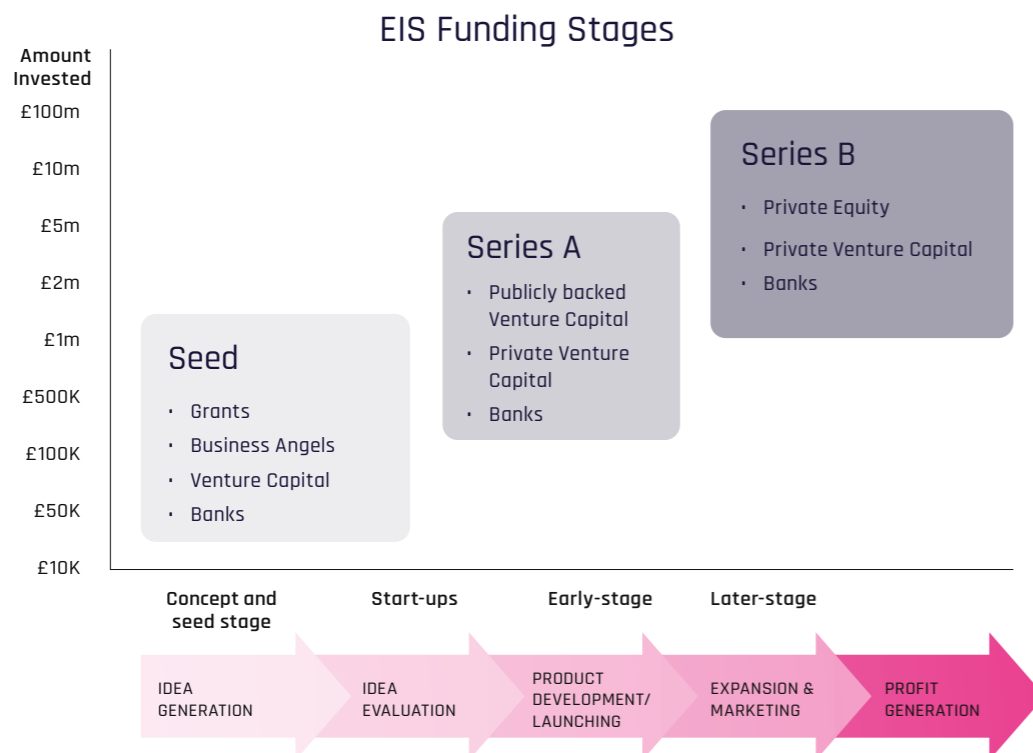 EIS Funding Stages
Amount
Invested
£100m
£10m
£5m
£2m
£1m
£500K
£100K
£50K
£10K
Seed
· Grants
· Business Angels
· Venture Capital
· Banks
Series A
· Publicly backed
Venture Capital
· Private Venture
Capital
· Banks
Series B
· Private Equity
· Private Venture Capital
· Banks
Concept and
seed stage
Start-ups
Early-stage
Later-stage
IDEA
GENERATION
IDEA
EVALUATION
PRODUCT
DEVELOPMENT/
LAUNCHING
EXPANSION &
MARKETING
PROFIT
GENERATION